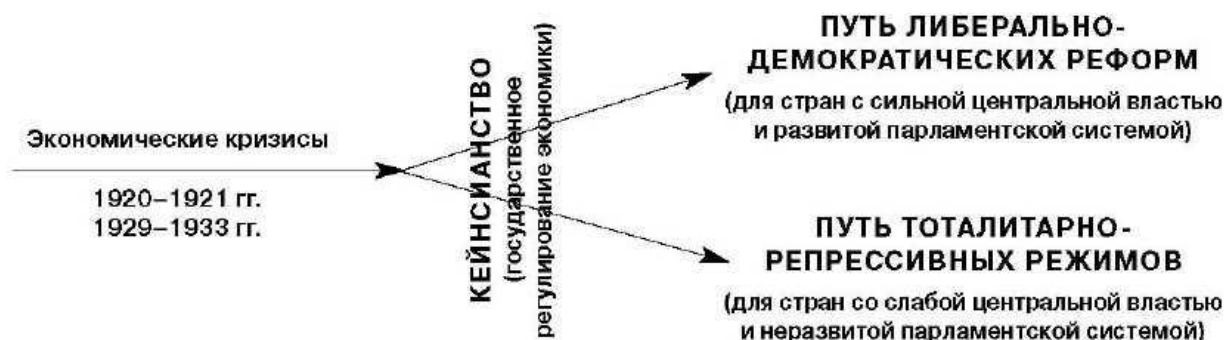 Экономические кризисы
1920–1921 гг.
1929–1933 гг.
КЕЙНСИАНСТВО
(государственное
регулирование экономики)
ПУТЬ ЛИБЕРАЛЬНО-
ДЕМОКРАТИЧЕСКИХ РЕФОРМ
(для стран с сильной центральной властью
и развитой парламентской системой)
ПУТЬ ТОТАЛИТАРНО-
РЕПРЕССИВНЫХ РЕЖИМОВ
(для стран со слабой центральной властью
и неразвитой парламентской системой)